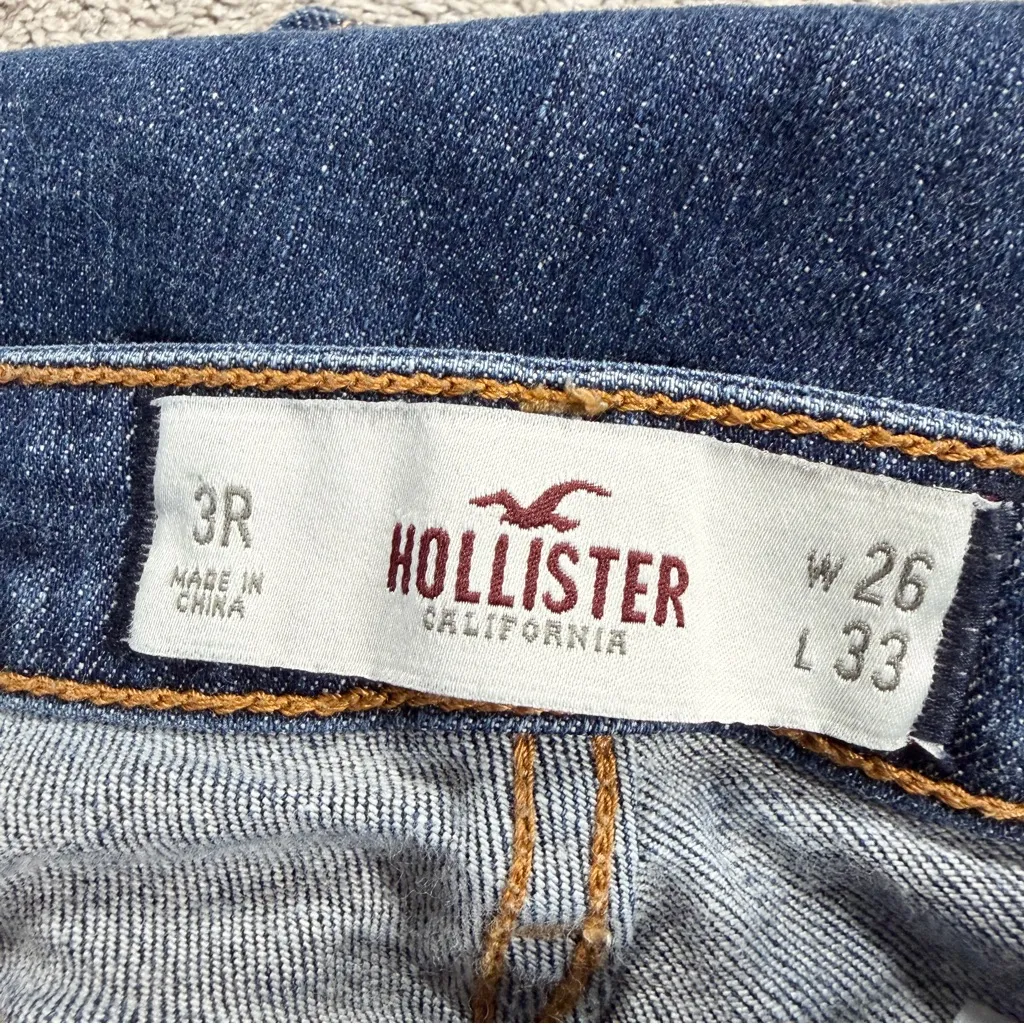 3R
MADE IN
CHINA
HOLLISTER
CALIFORNIA
W 26
L 33